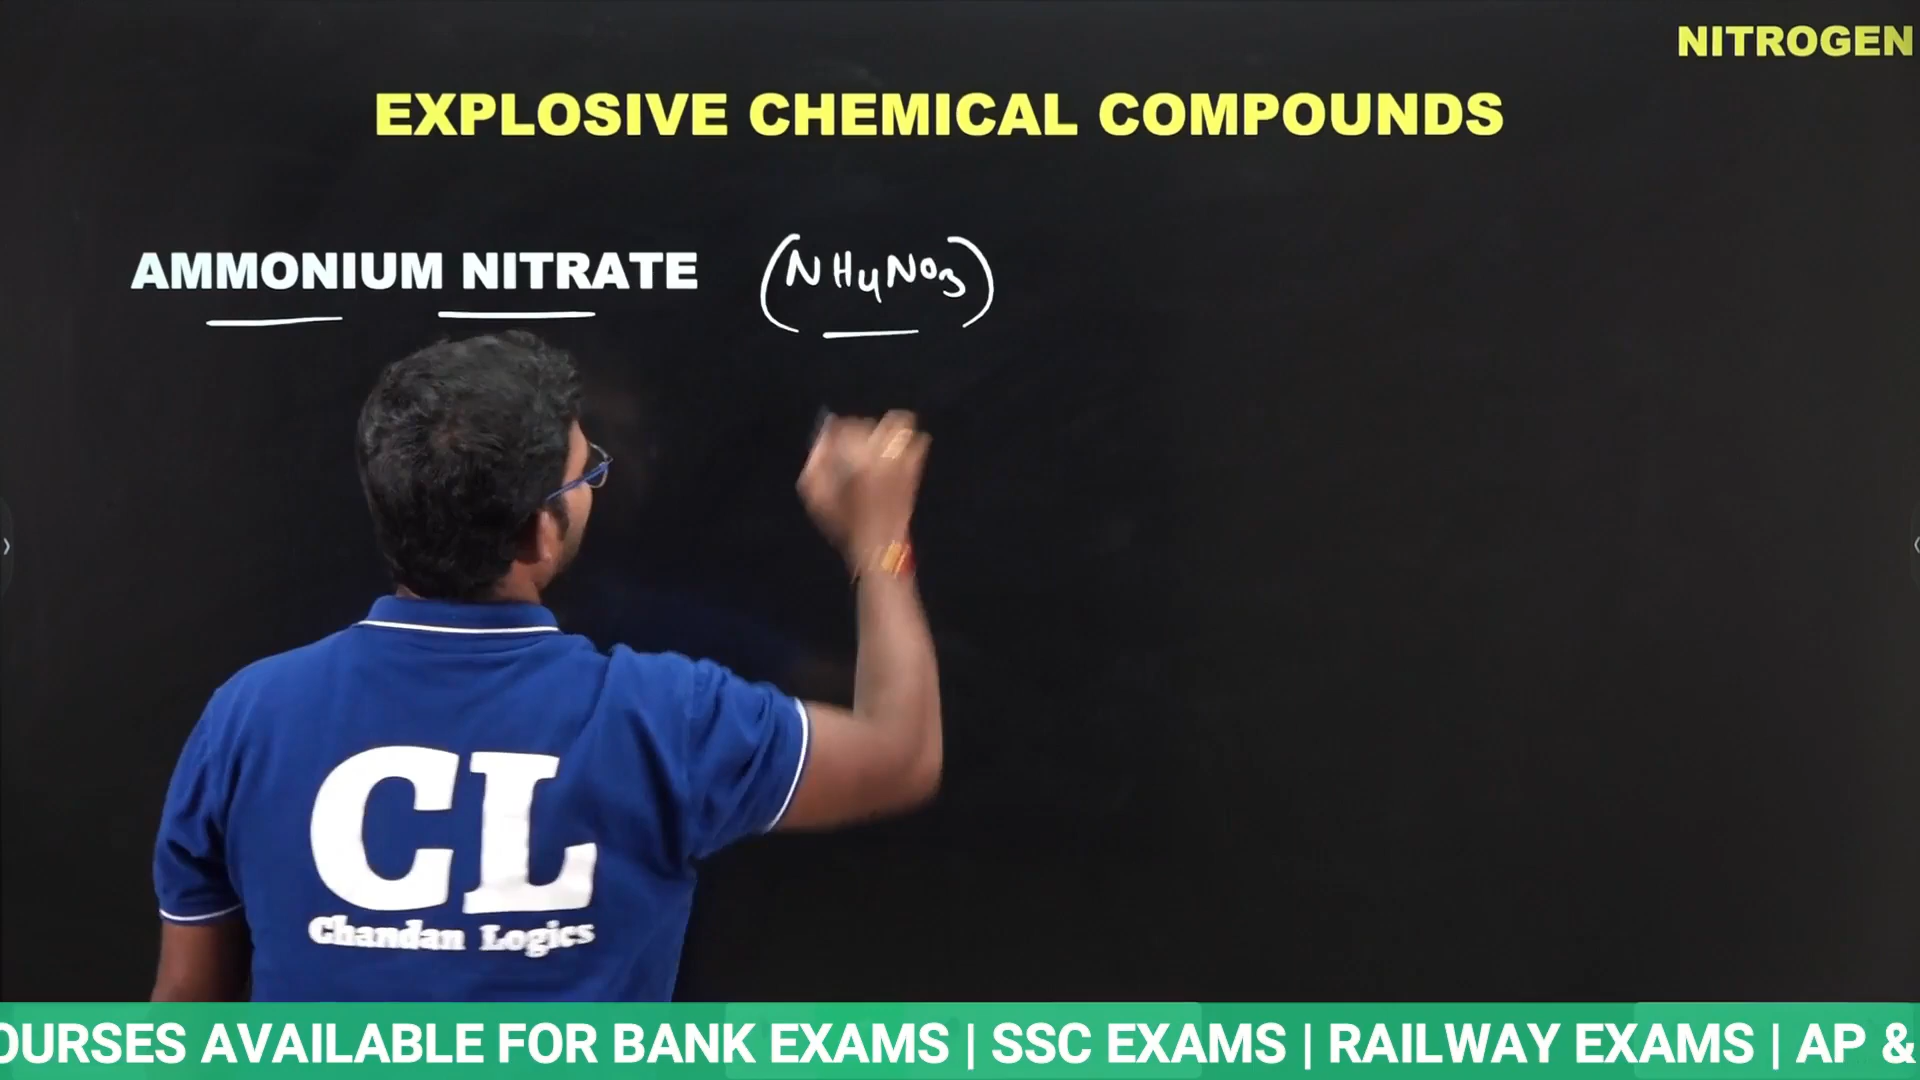 NITROGEN
EXPLOSIVE CHEMICAL COMPOUNDS
AMMONIUM NITRATE (NH4NO3)
CL
Chandan Logics
OURSES AVAILABLE FOR BANK EXAMS | SSC EXAMS | RAILWAY EXAMS | AP &